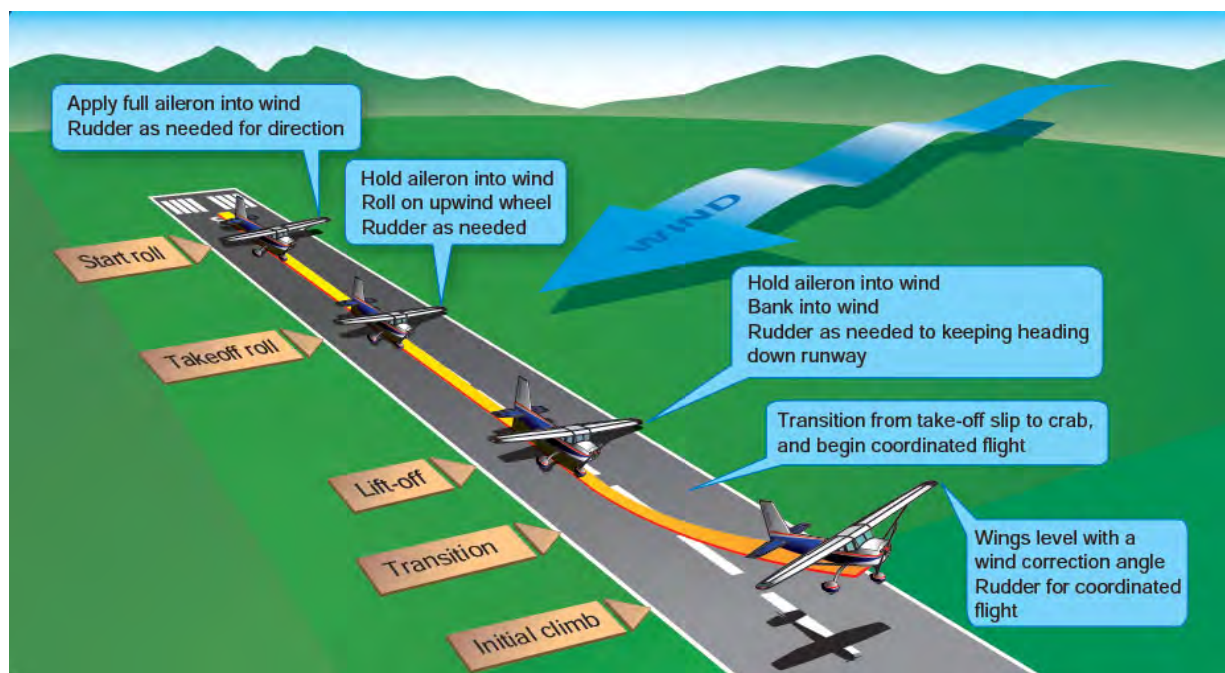 Apply full aileron into wind
Rudder as needed for direction
Hold aileron into wind
Roll on upwind wheel
Rudder as needed
WIND
Hold aileron into wind
Bank into wind
Rudder as needed to keeping heading
down runway
Transition from take-off slip to crab,
and begin coordinated flight
Wings level with a
wind correction angle
Rudder for coordinated
flight
Start roll
Takeoff roll
Lift-off
Transition
Initial climb